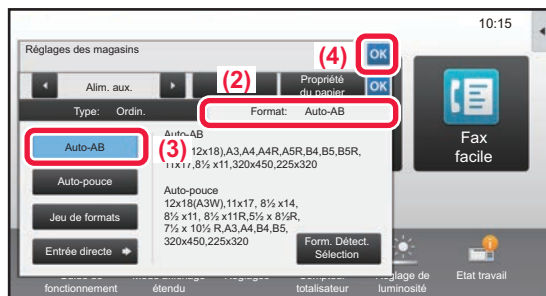 10:15
Réglages des magasins
(4)
OK
Alim. aux.
(2)
Propriété
du papier
OK
Type: Ordin.
Format: Auto-AB
Auto-AB
(3)
Auto-AB
12x18),A3,A4,A4R,A5R,B4,B5,B5R,
11x17,8½ x11,320x450,225x320
Auto-pouce
Auto-pouce
12x18(A3W),11x17, 8½ x14,
8½ x11, 8½ x11R,5½ x 8½R,
7½ x 10½ R,A3,A4,B4,B5,
320x450,225x320
Jeu de formats
Entrée directe
Form. Détect.
Sélection
Fax
facile
fonctionnement
étendu
totalisateur
Réglage de
luminosité
Etat travail